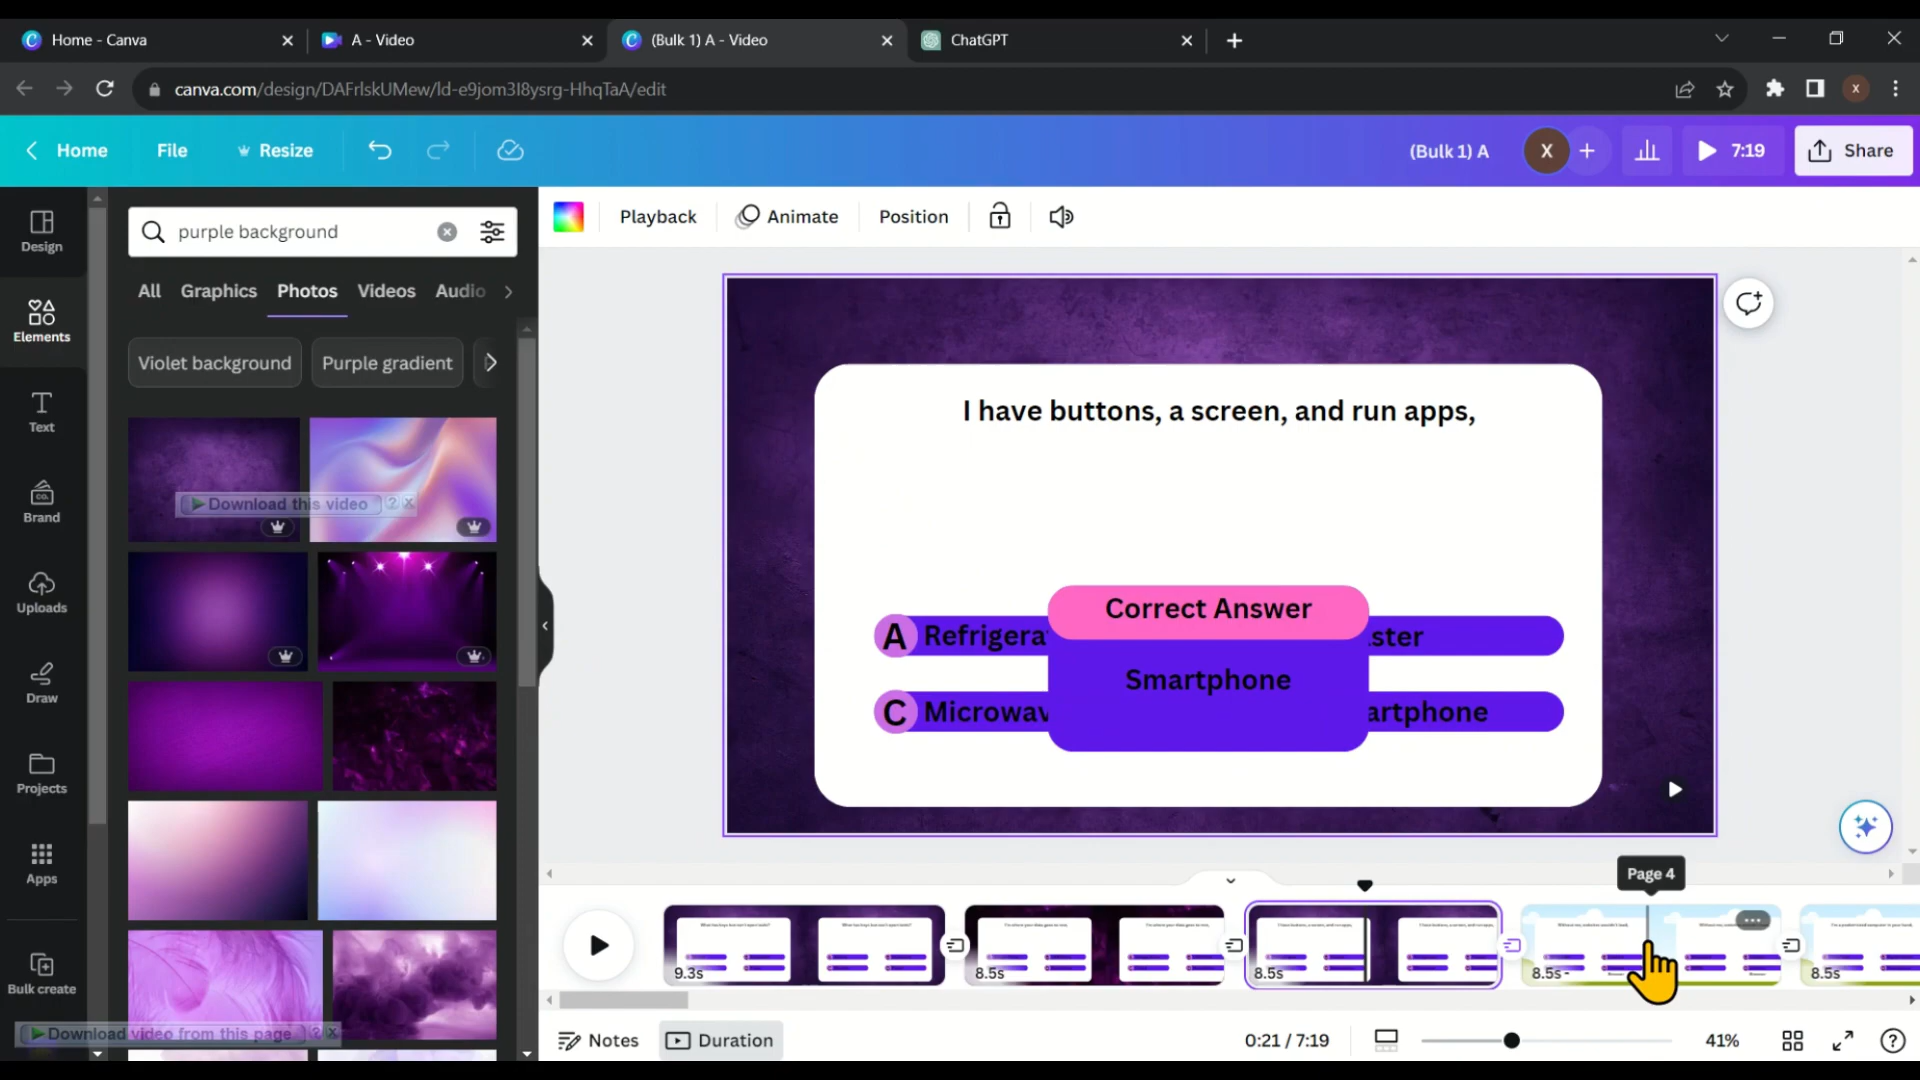 Home - Canva
A - Video
(Bulk 1) A - Video
ChatGPT
canva.com/design/DAFrlskUMew/ld-e9jom3l8ysrg-HhqTaA/edit
x
Home
File
Resize
(Bulk 1) A
X
7:19
Share
Design
Elements
Text
Brand
Uploads
Draw
Projects
Apps
Bulk create
purple background
All
Graphics
Photos
Videos
Audio
Violet background
Purple gradient
Download this video
Download video from this page
Playback
Animate
Position
I have buttons, a screen, and run apps,
Correct Answer
A
Smartphone
C
Page 4
9.3s
8.5s
8.5s
8.5s
8.5s
Notes
Duration
0:21 / 7:19
41%